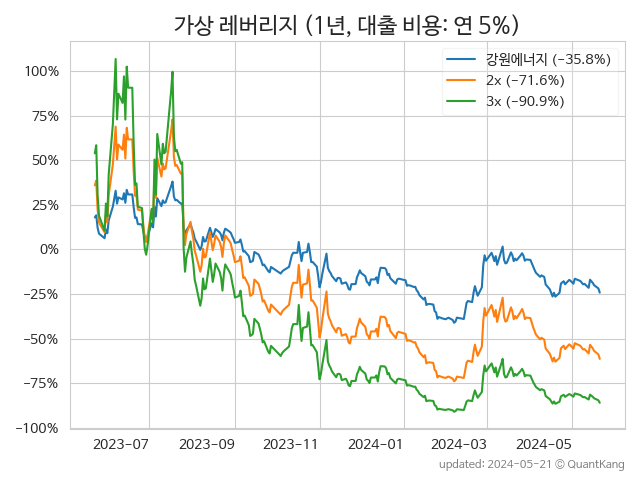 가상 레버리지 (1년, 대출 비용: 연 5%)
강원에너지 (−35.8%)
2x (−71.6%)
3x (−90.9%)
100%
75%
50%
25%
0%
−25%
−50%
−75%
−100%
2023-07 2023-09 2023-11 2024-01 2024-03 2024-05
updated: 2024-05-21 © QuantKang